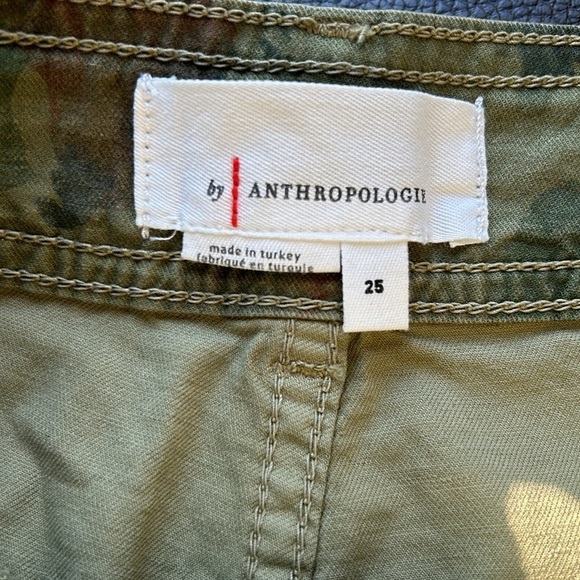 by ANTHROPOLOGIE
made in turkey
fabriqué en turquie
25